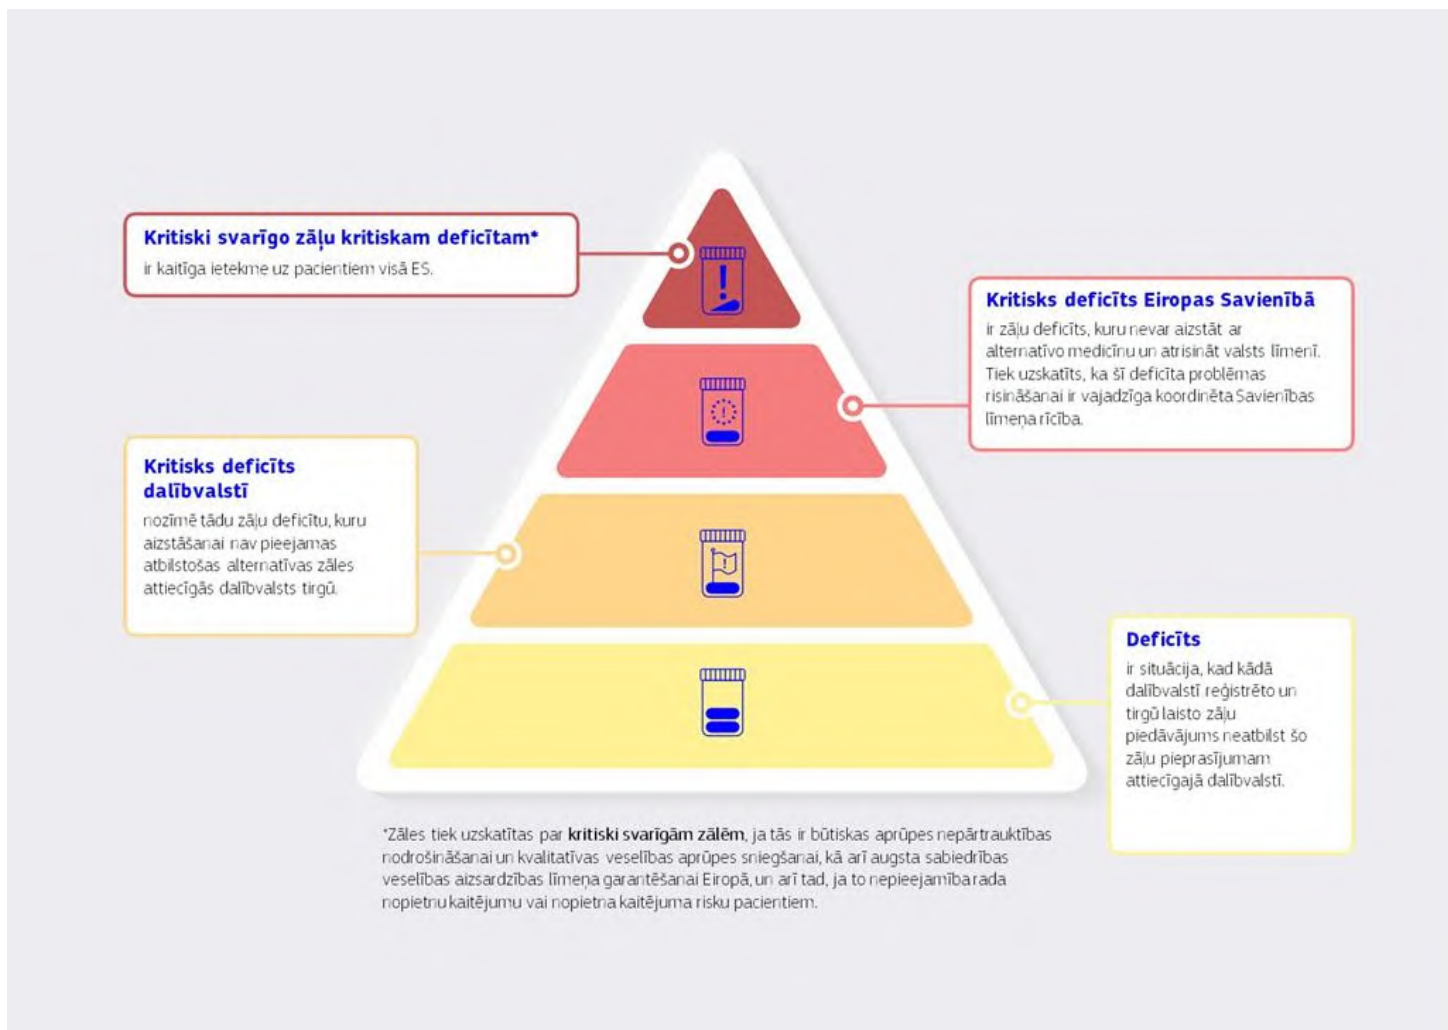 Kritiski svarīgo zāļu kritiskam deficītam*
ir kaitīga ietekme uz pacientiem visā ES.
Kritisks deficīts Eiropas Savienībā
ir zāļu deficīts, kuru nevar aizstāt ar
alternatīvo medicīnu un atrisināt valsts līmenī.
Tiek uzskatīts, ka šī deficīta problēmas
risināšanai ir vajadzīga koordinēta Savienības
līmeņa rīcība.
Kritisks deficīts
dalībvalstī
nozīmē tādu zāļu deficītu, kuru
aizstāšanai nav pieejamas
atbilstošas alternatīvas zāles
attiecīgās dalībvalsts tirgū.
Deficīts
ir situācija, kad kādā
dalībvalstī reģistrēto un
tirgū laisto zāļu
piedāvājums neatbilst šo
zāļu pieprasījumam
attiecīgajā dalībvalstī.
*Zāles tiek uzskatītas par kritiski svarīgām zālēm, ja tās ir būtiskas aprūpes nepārtrauktības
nodrošināšanai un kvalitatīvas veselības aprūpes sniegšanai, kā arī augsta sabiedrības
veselības aizsardzības līmeņa garantēšanai Eiropā, un arī tad, ja to nepieejamība rada
nopietnu kaitējumu vai nopietna kaitējuma risku pacientiem.